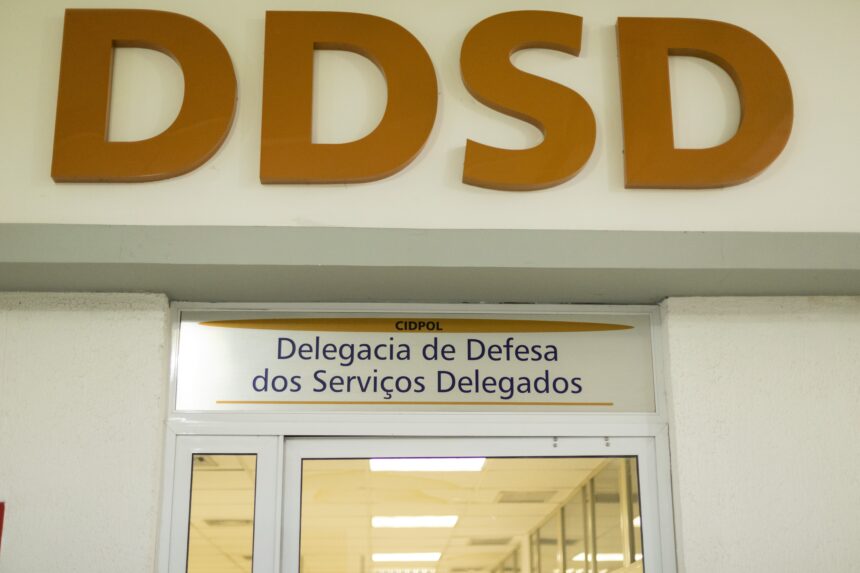 DDSD
CIDPOL
Delegacia de Defesa
dos Serviços Delegados